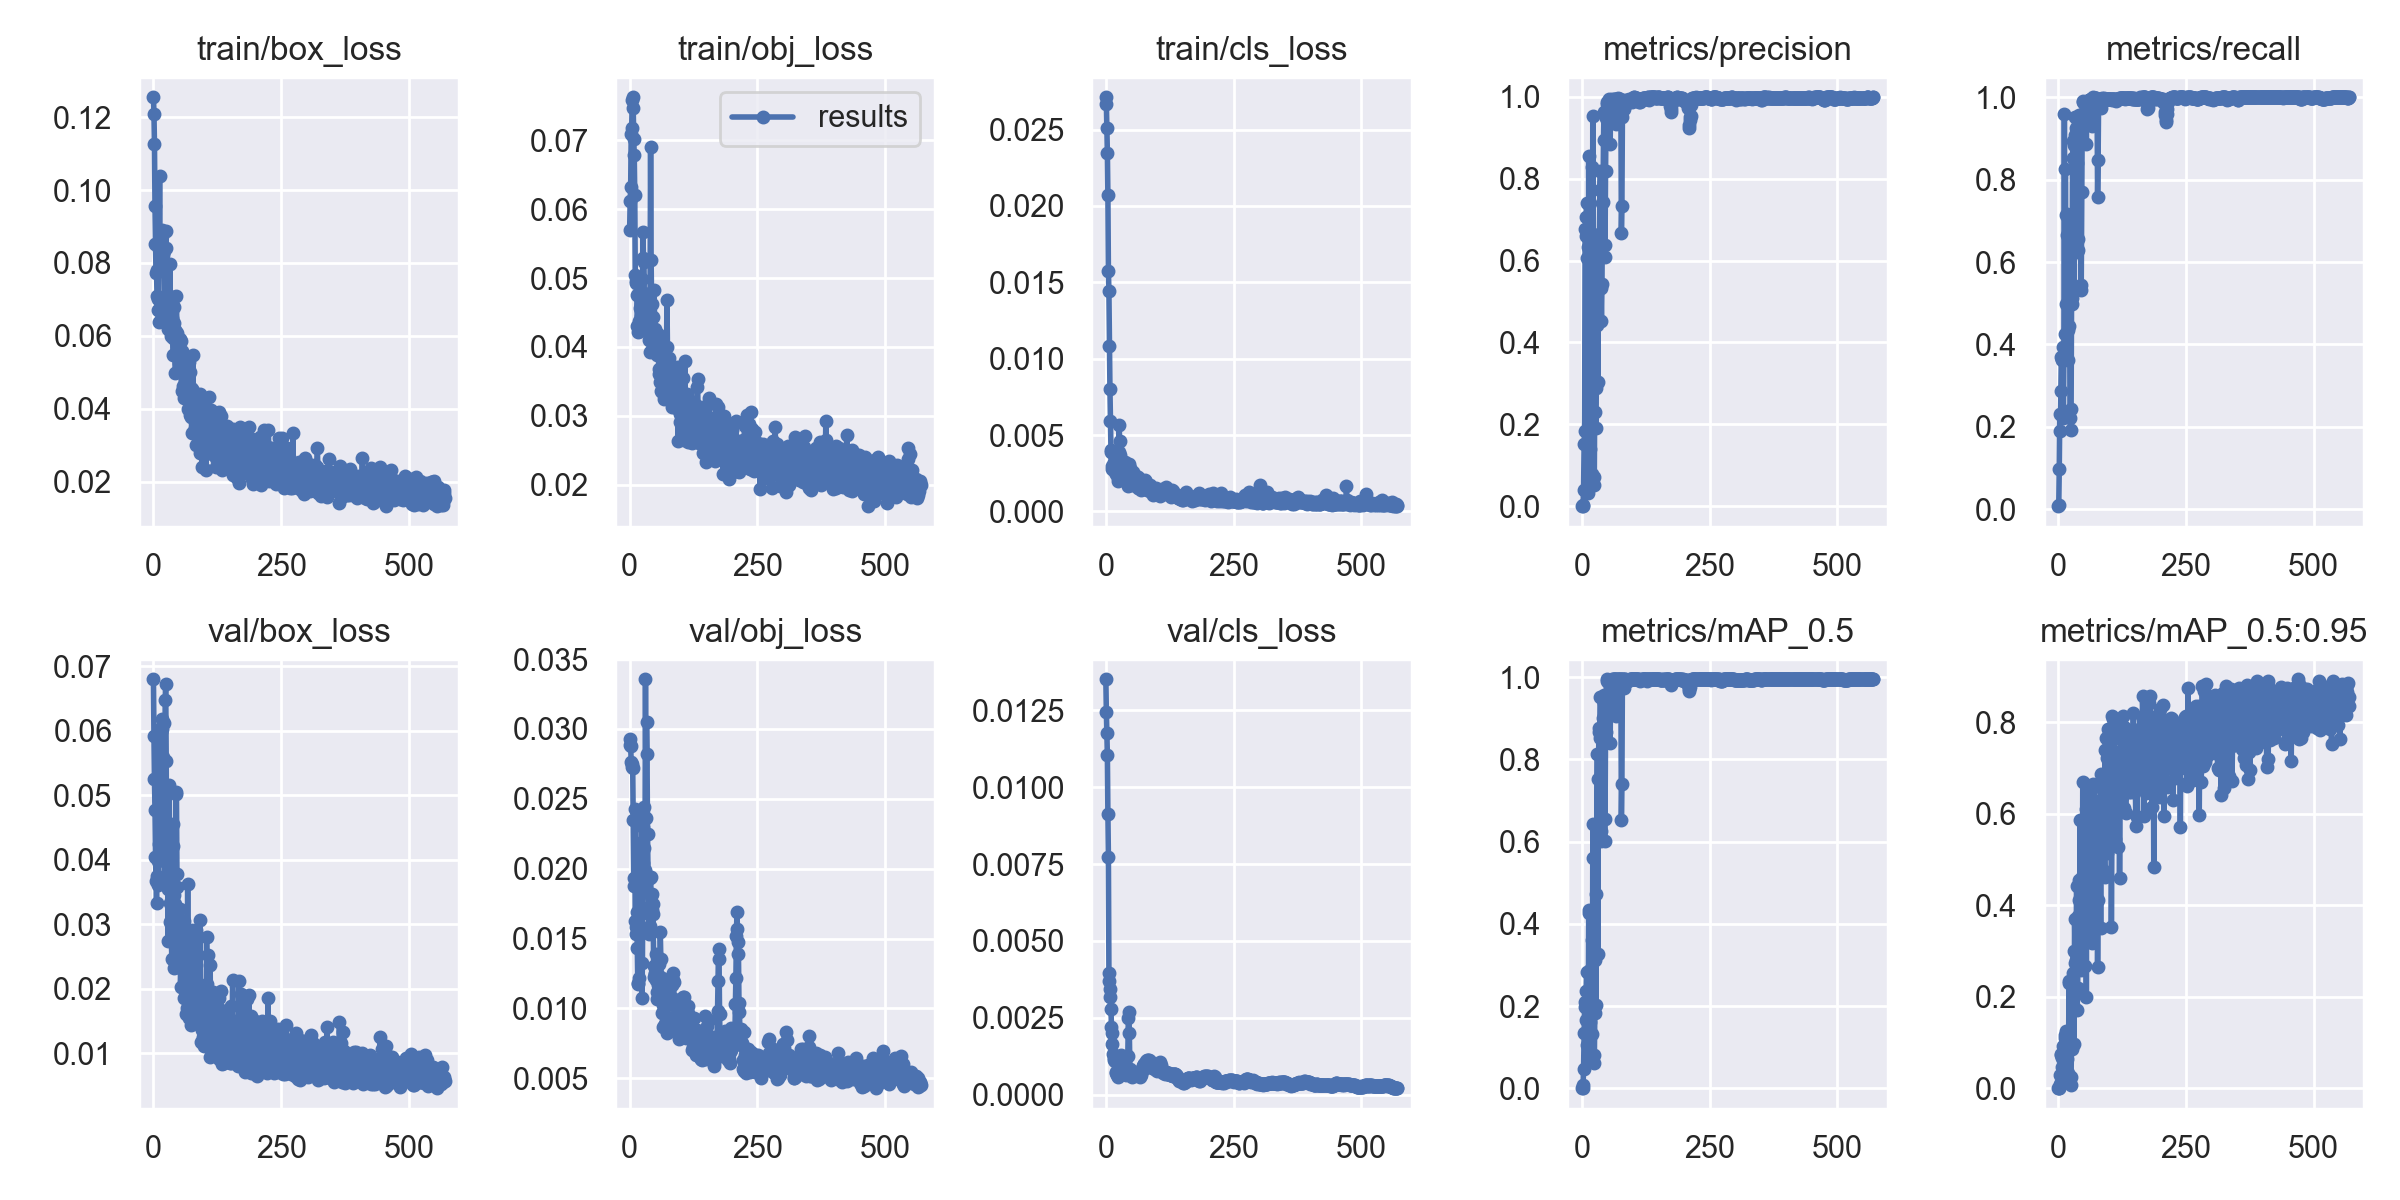 train/box_loss
0.12
0.10
0.08
0.06
0.04
0.02
0 250 500
train/obj_loss
results
0.07
0.06
0.05
0.04
0.03
0.02
0 250 500
train/cls_loss
0.025
0.020
0.015
0.010
0.005
0.000
0 250 500
metrics/precision
1.0
0.8
0.6
0.4
0.2
0.0
0 250 500
metrics/recall
1.0
0.8
0.6
0.4
0.2
0.0
0 250 500
val/box_loss
0.07
0.06
0.05
0.04
0.03
0.02
0.01
0 250 500
val/obj_loss
0.035
0.030
0.025
0.020
0.015
0.010
0.005
0 250 500
val/cls_loss
0.0125
0.0100
0.0075
0.0050
0.0025
0.0000
0 250 500
metrics/mAP_0.5
1.0
0.8
0.6
0.4
0.2
0.0
0 250 500
metrics/mAP_0.5:0.95
0.8
0.6
0.4
0.2
0.0
0 250 500